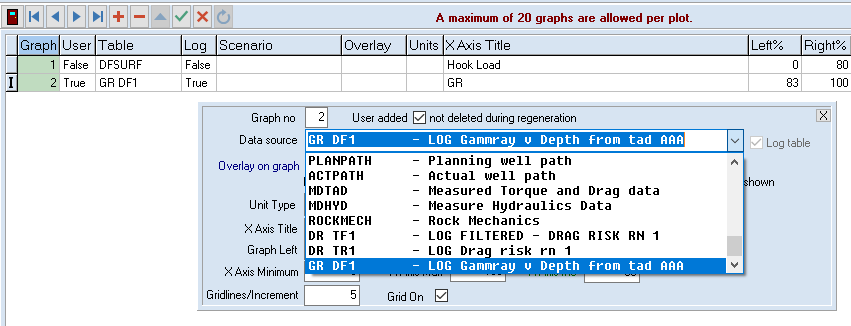 A maximum of 20 graphs are allowed per plot.
Graph User Table Log Scenario Overlay Units X Axis Title Left% Right%
1 False DFSURF False Hook Load 0 80
2 True GR DF1 True GR 83 100
Graph no 2 User added not deleted during regeneration
Data source GR DF1 - LOG Gammray v Depth from tad AAA Log table
Overlay on graph
PLANPATH - Planning well path
ACTPATH - Actual well path
MDTAD - Measured Torque and Drag data
shown
MDHYD - Measure Hydraulics Data
Unit Type
ROCKMECH - Rock Mechanics
X Axis Title
DR TF1 - LOG FILTERED - DRAG RISK RN 1
Graph Left
DR TR1 - LOG Drag risk rn 1
GR DF1 - LOG Gammray v Depth from tad AAA
X Axis Minimum
Gridlines/Increment 5 Grid On